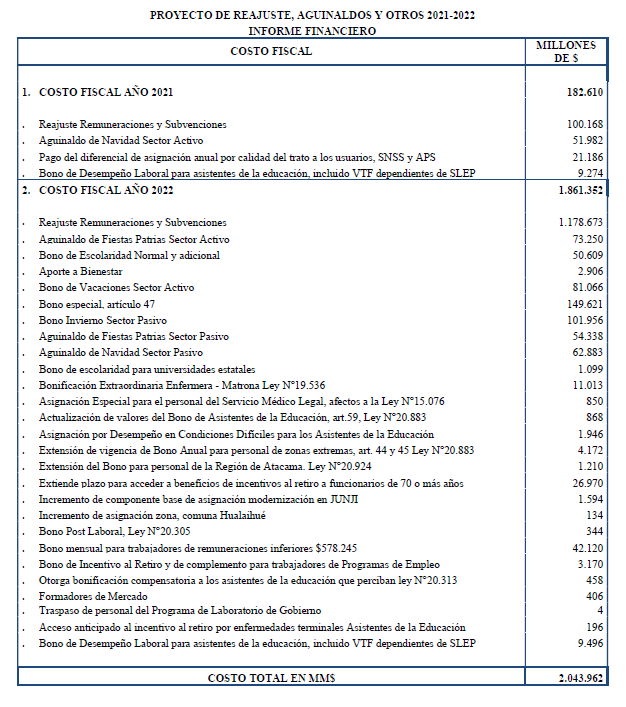 PROYECTO DE REAJUSTE, AGUINALDOS Y OTROS 2021-2022
INFORME FINANCIERO
COSTO FISCAL MILLONES DE $
1. COSTO FISCAL AÑO 2021 182.610
. Reajuste Remuneraciones y Subvenciones 100.168
. Aguinaldo de Navidad Sector Activo 51.982
. Pago del diferencial de asignación anual por calidad del trato a los usuarios, SNSS y APS 21.186
. Bono de Desempeño Laboral para asistentes de la educación, incluido VTF dependientes de SLEP 9.274
2. COSTO FISCAL AÑO 2022 1.861.352
. Reajuste Remuneraciones y Subvenciones 1.178.673
. Aguinaldo de Fiestas Patrias Sector Activo 73.250
. Bono de Escolaridad Normal y adicional 50.609
. Aporte a Bienestar 2.906
. Bono de Vacaciones Sector Activo 81.066
. Bono especial, artículo 47 149.621
. Bono Invierno Sector Pasivo 101.956
. Aguinaldo de Fiestas Patrias Sector Pasivo 54.338
. Aguinaldo de Navidad Sector Pasivo 62.883
. Bono de escolaridad para universidades estatales 1.099
. Bonificación Extraordinaria Enfermera - Matrona Ley N°19.536 11.013
. Asignación Especial para el personal del Servicio Médico Legal, afectos a la Ley N°15.076 850
. Actualización de valores del Bono de Asistentes de la Educación, art.59, Ley N°20.883 868
. Asignación por Desempeño en Condiciones Difíciles para los Asistentes de la Educación 1.946
. Extensión de vigencia de Bono Anual para personal de zonas extremas, art. 44 y 45 Ley N°20.883 4.172
. Extensión del Bono para personal de la Región de Atacama. Ley N°20.924 1.210
. Extiende plazo para acceder a beneficios de incentivos al retiro a funcionarios de 70 o más años 26.970
. Incremento de componente base de asignación modernización en JUNJI 1.594
. Incremento de asignación zona, comuna Hualaihué 134
. Bono Post Laboral, Ley N°20.305 344
. Bono mensual para trabajadores de remuneraciones inferiores $578.245 42.120
. Bono de Incentivo al Retiro y de complemento para trabajadores de Programas de Empleo 3.170
. Otorga bonificación compensatoria a los asistentes de la educación que perciban ley N°20.313 458
. Formadores de Mercado 406
. Traspaso de personal del Programa de Laboratorio de Gobierno 4
. Acceso anticipado al incentivo al retiro por enfermedades terminales Asistentes de la Educación 196
. Bono de Desempeño Laboral para asistentes de la educación, incluido VTF dependientes de SLEP 9.496
COSTO TOTAL EN MM$ 2.043.962